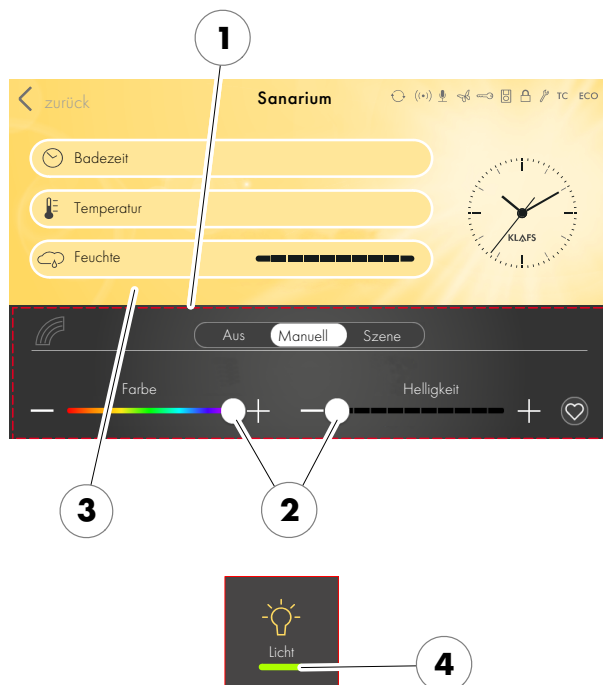 1
zurück Sanarium TC ECO
Badezeit
Temperatur
KLAFS
Feuchte
Aus Manuell Szene
Farbe Helligkeit
3 2
Licht
4